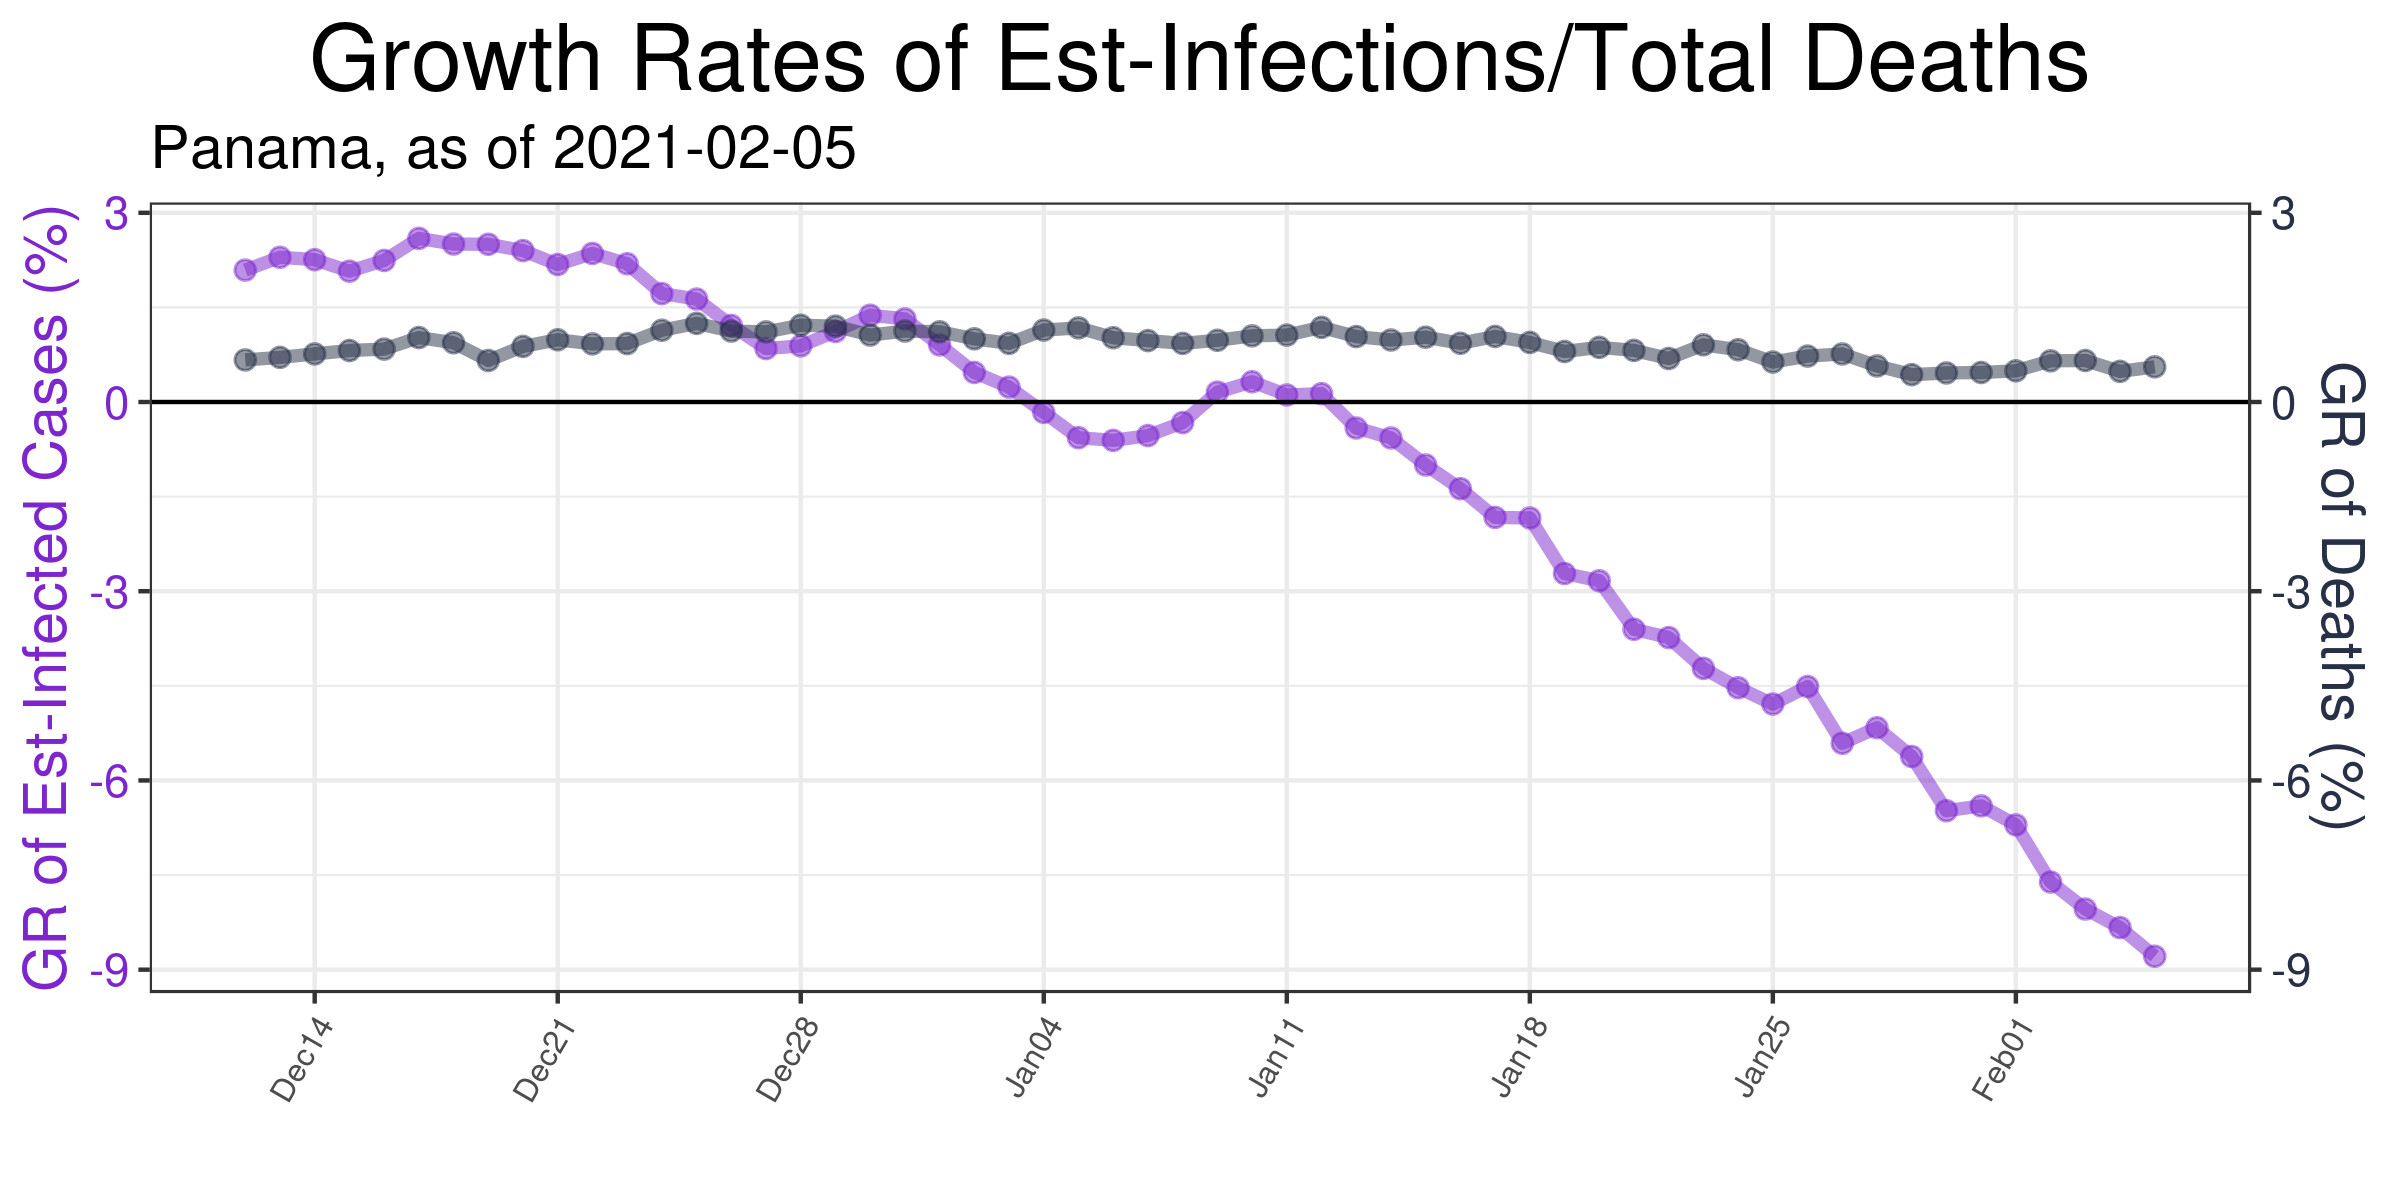 Growth Rates of Est-Infections/Total Deaths
Panama, as of 2021-02-05
GR of Est-Infected Cases (%)
3
0
-3
-6
-9
3
0
-3
-6
-9
GR of Deaths (%)
Dec14
Dec21
Dec28
Jan04
Jan11
Jan18
Jan25
Feb01